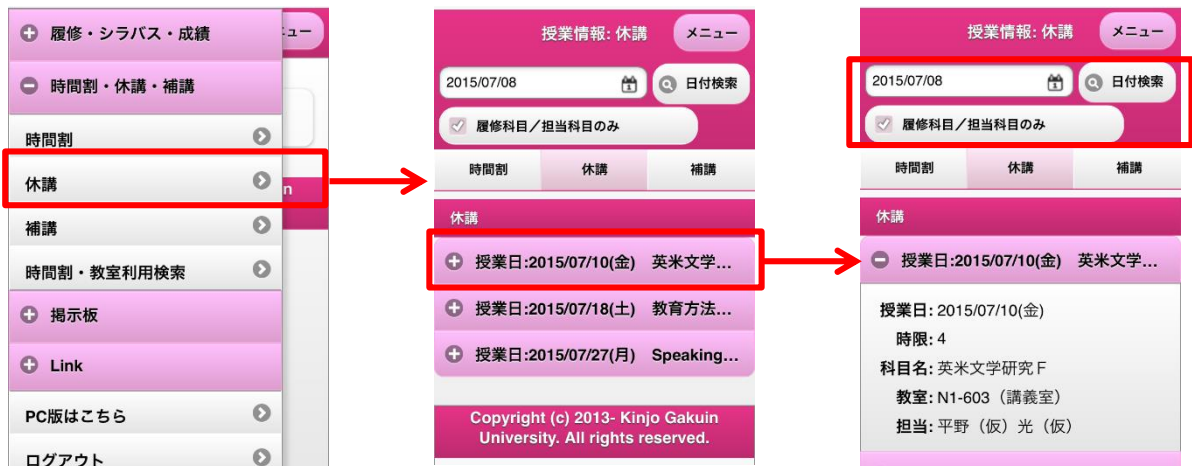 履修・シラバス・成績
ュー
時間割・休講・補講
時間割
休講
n
補講
時間割・教室利用検索
掲示板
Link
PC版はこちら
ログアウト
授業情報: 休講
メニュー
2015/07/08
日付検索
履修科目／担当科目のみ
時間割 休講 補講
休講
授業日:2015/07/10(金) 英米文学...
授業日:2015/07/18(土) 教育方法...
授業日:2015/07/27(月) Speaking...
Copyright (c) 2013- Kinjo Gakuin
University. All rights reserved.
授業情報: 休講
メニュー
2015/07/08
日付検索
履修科目／担当科目のみ
時間割 休講 補講
休講
授業日:2015/07/10(金) 英米文学...
授業日: 2015/07/10(金)
時限: 4
科目名: 英米文学研究Ｆ
教室: N1-603（講義室）
担当: 平野（仮）光（仮）